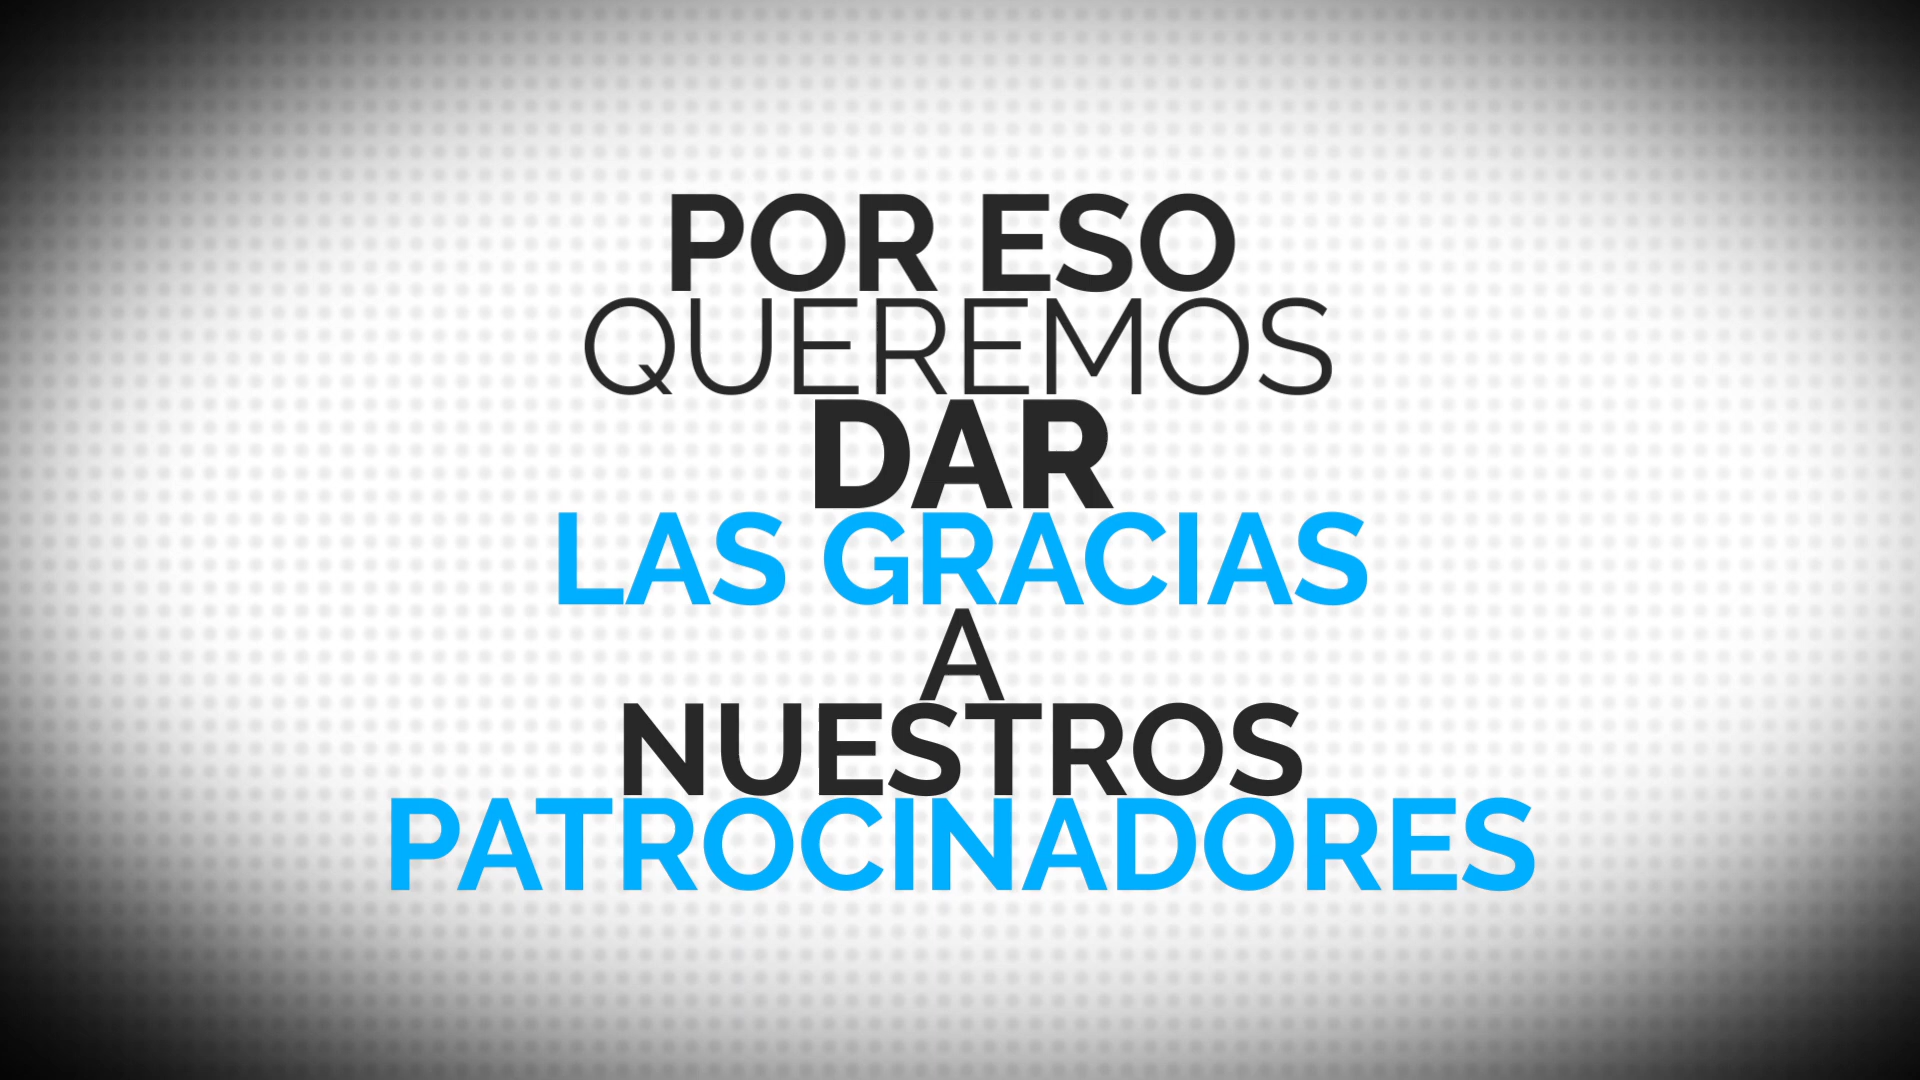 POR ESO
QUEREMOS
DAR
LAS GRACIAS
A
NUESTROS
PATROCINADORES